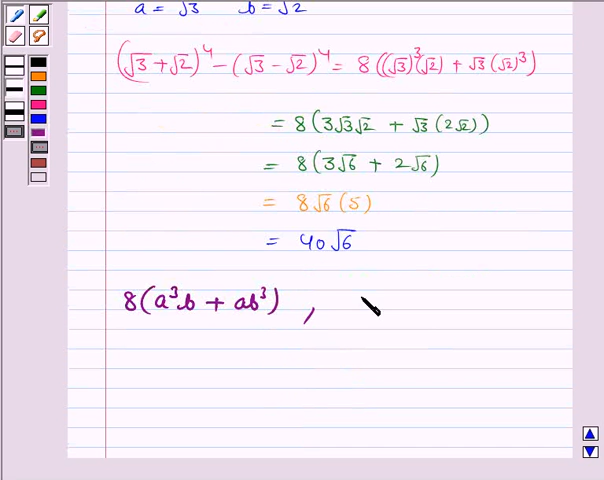 a = √3 b = √2
(√3 + √2)^4 - (√3 - √2)^4 = 8((√3)^3(√2) + √3(√2)^3)
= 8(3√3√2 + √3(2√2))
= 8(3√6 + 2√6)
= 8√6(5)
= 40√6
8(a³b + ab³) ,